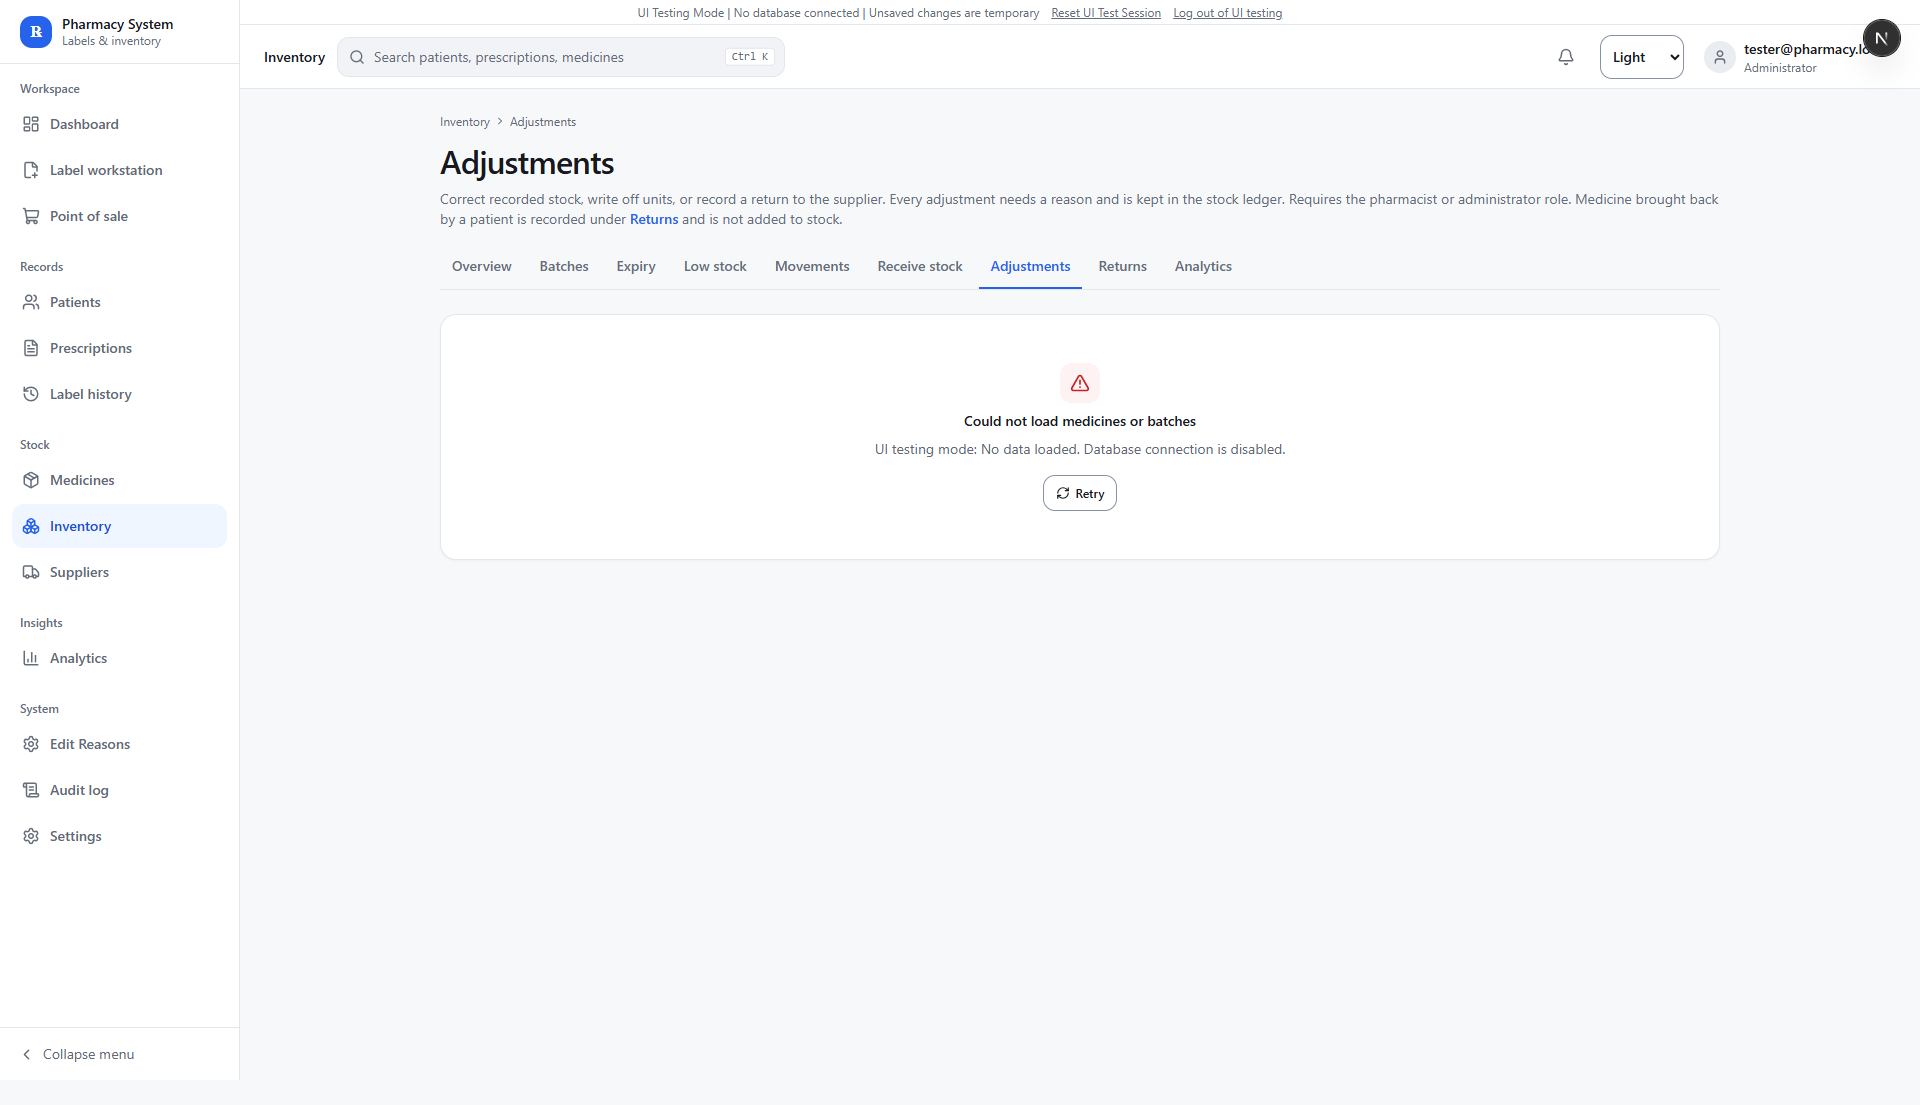 UI Testing Mode | No database connected | Unsaved changes are temporary Reset UI Test Session Log out of UI testing
Pharmacy System
Labels & inventory
Inventory
Search patients, prescriptions, medicines
Ctrl K
Light
tester@pharmacy.lo
Administrator
Workspace
Dashboard
Label workstation
Point of sale
Records
Patients
Prescriptions
Label history
Stock
Medicines
Inventory
Suppliers
Insights
Analytics
System
Edit Reasons
Audit log
Settings
Collapse menu
Inventory > Adjustments
Adjustments
Correct recorded stock, write off units, or record a return to the supplier. Every adjustment needs a reason and is kept in the stock ledger. Requires the pharmacist or administrator role. Medicine brought back
by a patient is recorded under Returns and is not added to stock.
Overview Batches Expiry Low stock Movements Receive stock Adjustments Returns Analytics
Could not load medicines or batches
UI testing mode: No data loaded. Database connection is disabled.
Retry